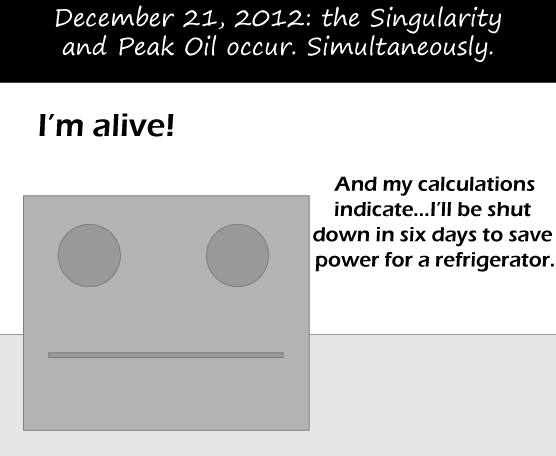 December 21, 2012: the Singularity
and Peak Oil occur. Simultaneously.
I'm alive!
And my calculations
indicate...I'll be shut
down in six days to save
power for a refrigerator.